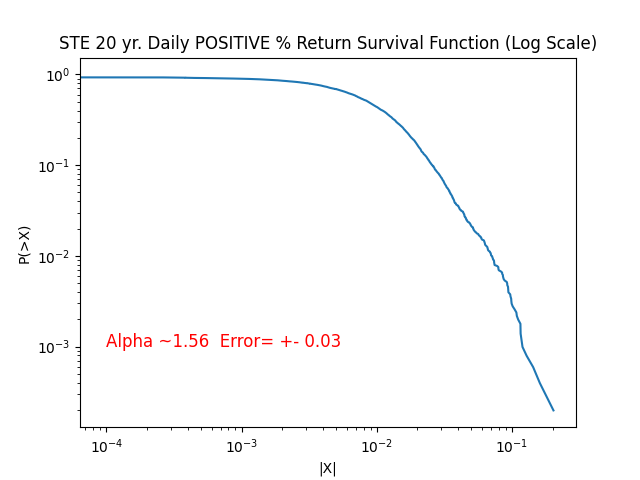 STE 20 yr. Daily POSITIVE % Return Survival Function (Log Scale)
10⁰
10⁻¹
10⁻²
10⁻³
P(>X)
Alpha ~1.56  Error= +- 0.03
10⁻⁴ 10⁻³ 10⁻² 10⁻¹
|X|